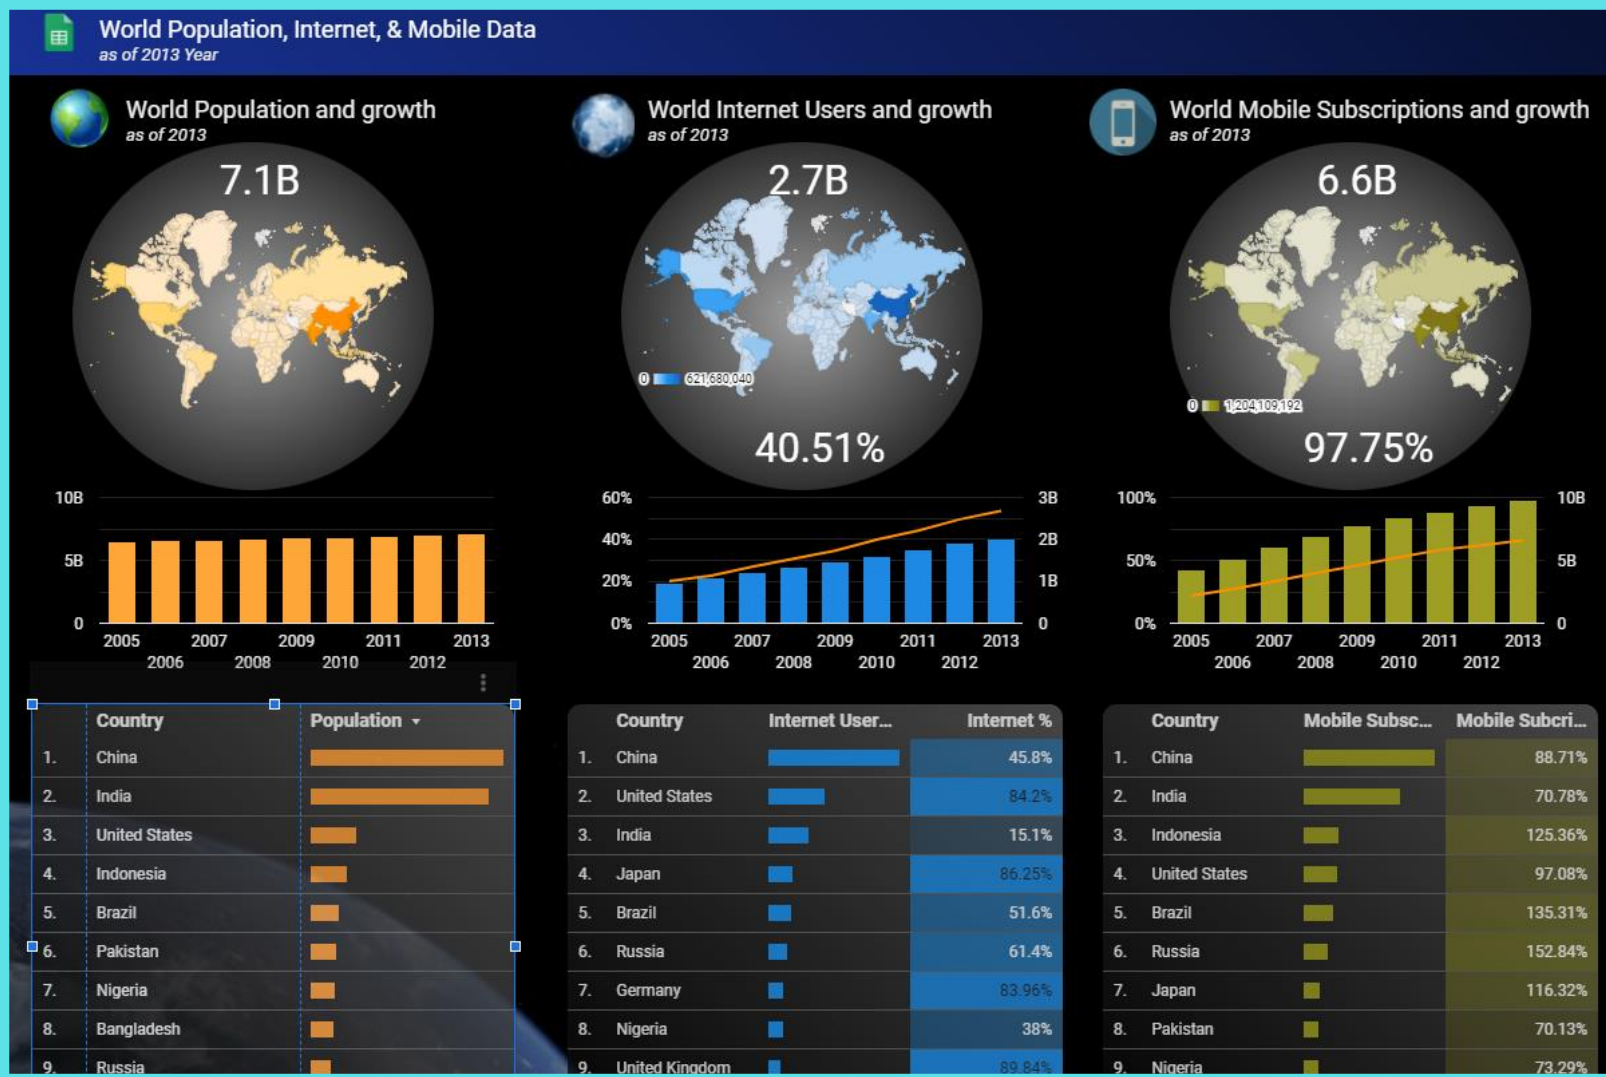 World Population, Internet, & Mobile Data
as of 2013 Year
World Population and growth
as of 2013
7.1B
10B
5B
0
2005 2007 2009 2011 2013
2006 2008 2010 2012
World Internet Users and growth
as of 2013
2.7B
0 621,680,040
40.51%
60% 3B
40% 2B
20% 1B
0% 0
2005 2007 2009 2011 2013
2006 2008 2010 2012
World Mobile Subscriptions and growth
as of 2013
6.6B
0 1,204,109,192
97.75%
100% 10B
50% 5B
0% 0
2005 2007 2009 2011 2013
2006 2008 2010 2012
Country Population
1. China
2. India
3. United States
4. Indonesia
5. Brazil
6. Pakistan
7. Nigeria
8. Bangladesh
9. Russia
Country Internet User... Internet %
1. China 45.8%
2. United States 84.2%
3. India 15.1%
4. Japan 86.25%
5. Brazil 51.6%
6. Russia 61.4%
7. Germany 83.96%
8. Nigeria 38%
9. United Kingdom 89.84%
Country Mobile Subsc... Mobile Subcri...
1. China 88.71%
2. India 70.78%
3. Indonesia 125.36%
4. United States 97.08%
5. Brazil 135.31%
6. Russia 152.84%
7. Japan 116.32%
8. Pakistan 70.13%
9. Nigeria 73.29%